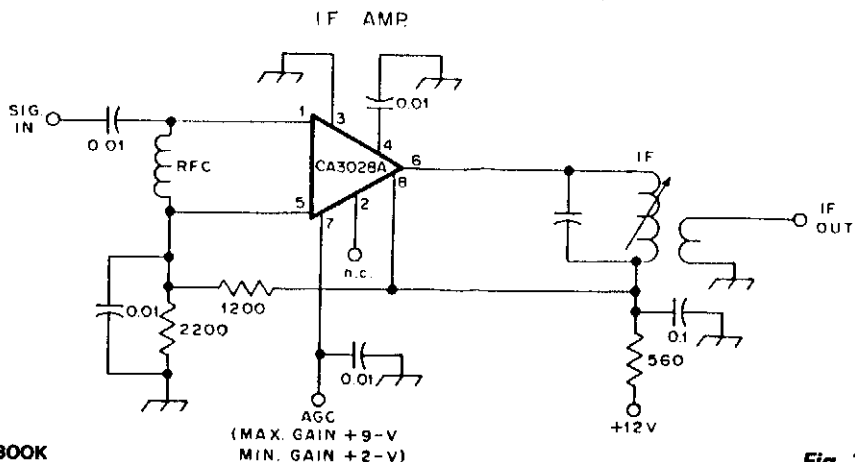 IF AMP.
3
0.01
4
SIG.
IN
0.01
1
RFC
CA3028A
6
8
IF
IF
OUT
5
7
2
n.c.
0.01
1200
2200
0.01
0.1
560
AGC
+12V
(MAX. GAIN +9-V
MIN. GAIN +2-V)
BOOK